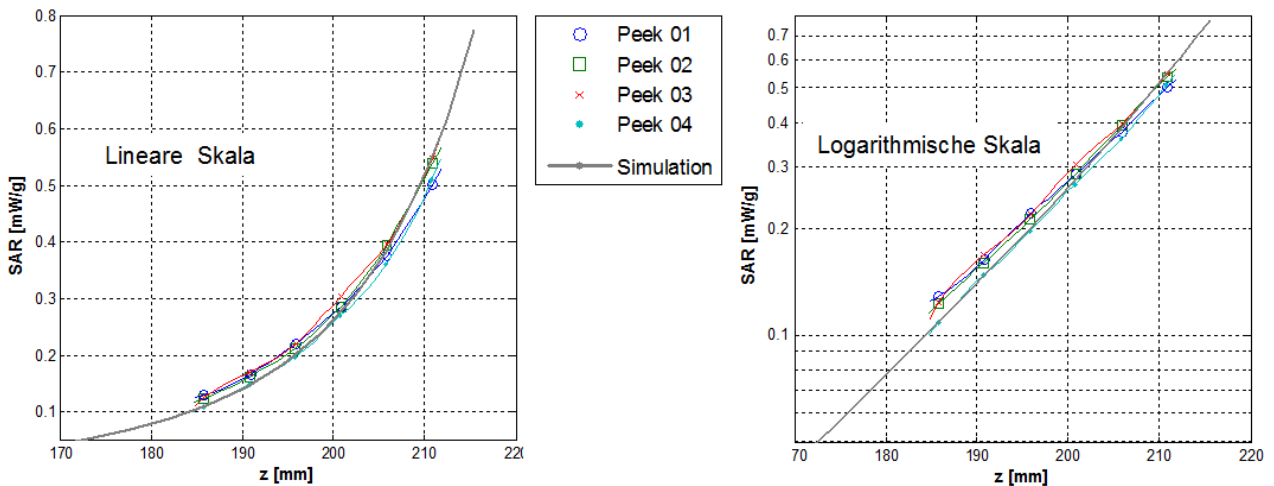 0.8
0.7
0.6
0.5
0.4
0.3
0.2
0.1
SAR [mW/g]
Lineare Skala
170
180
190
200
210
220
z [mm]
Peek 01
Peek 02
Peek 03
Peek 04
Simulation
0.7
0.6
0.5
0.4
0.3
0.2
0.1
SAR [mW/g]
Logarithmische Skala
70
180
190
200
210
220
z [mm]